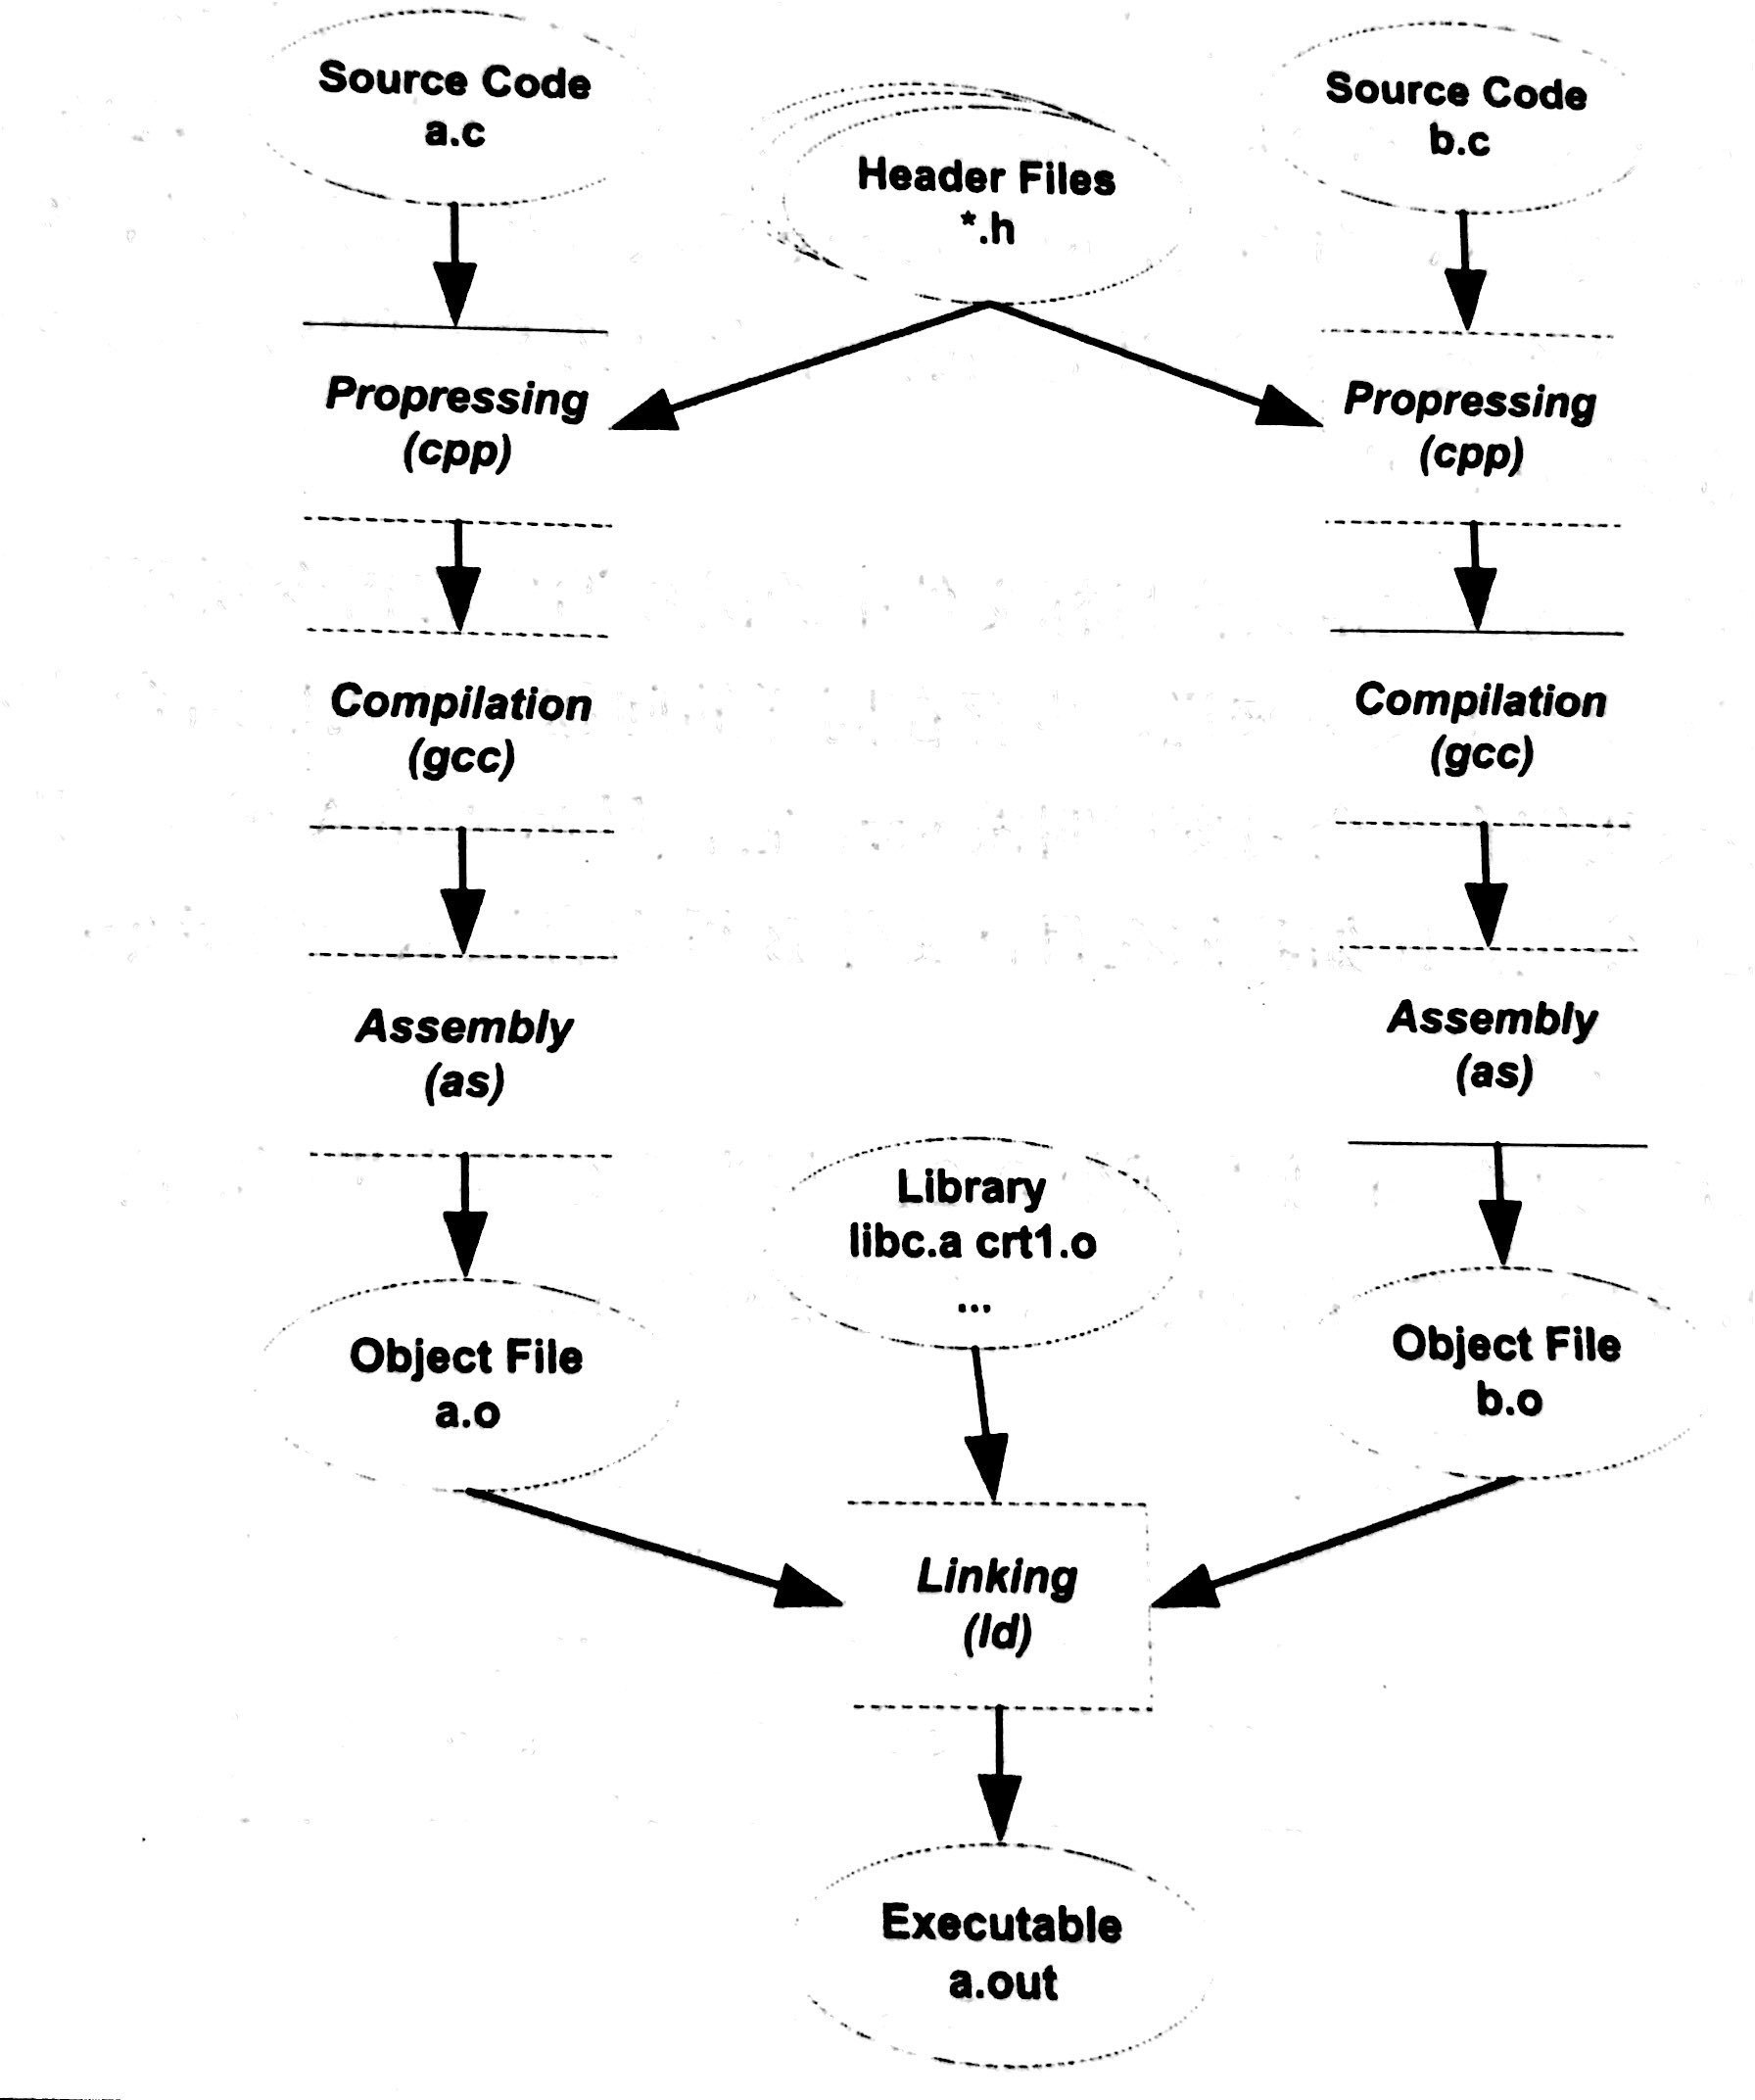 Source Code
a.c
Header Files
*.h
Source Code
b.c
Propressing
(cpp)
Propressing
(cpp)
Compilation
(gcc)
Compilation
(gcc)
Assembly
(as)
Assembly
(as)
Library
libc.a crt1.o
...
Object File
a.o
Object File
b.o
Linking
(ld)
Executable
a.out